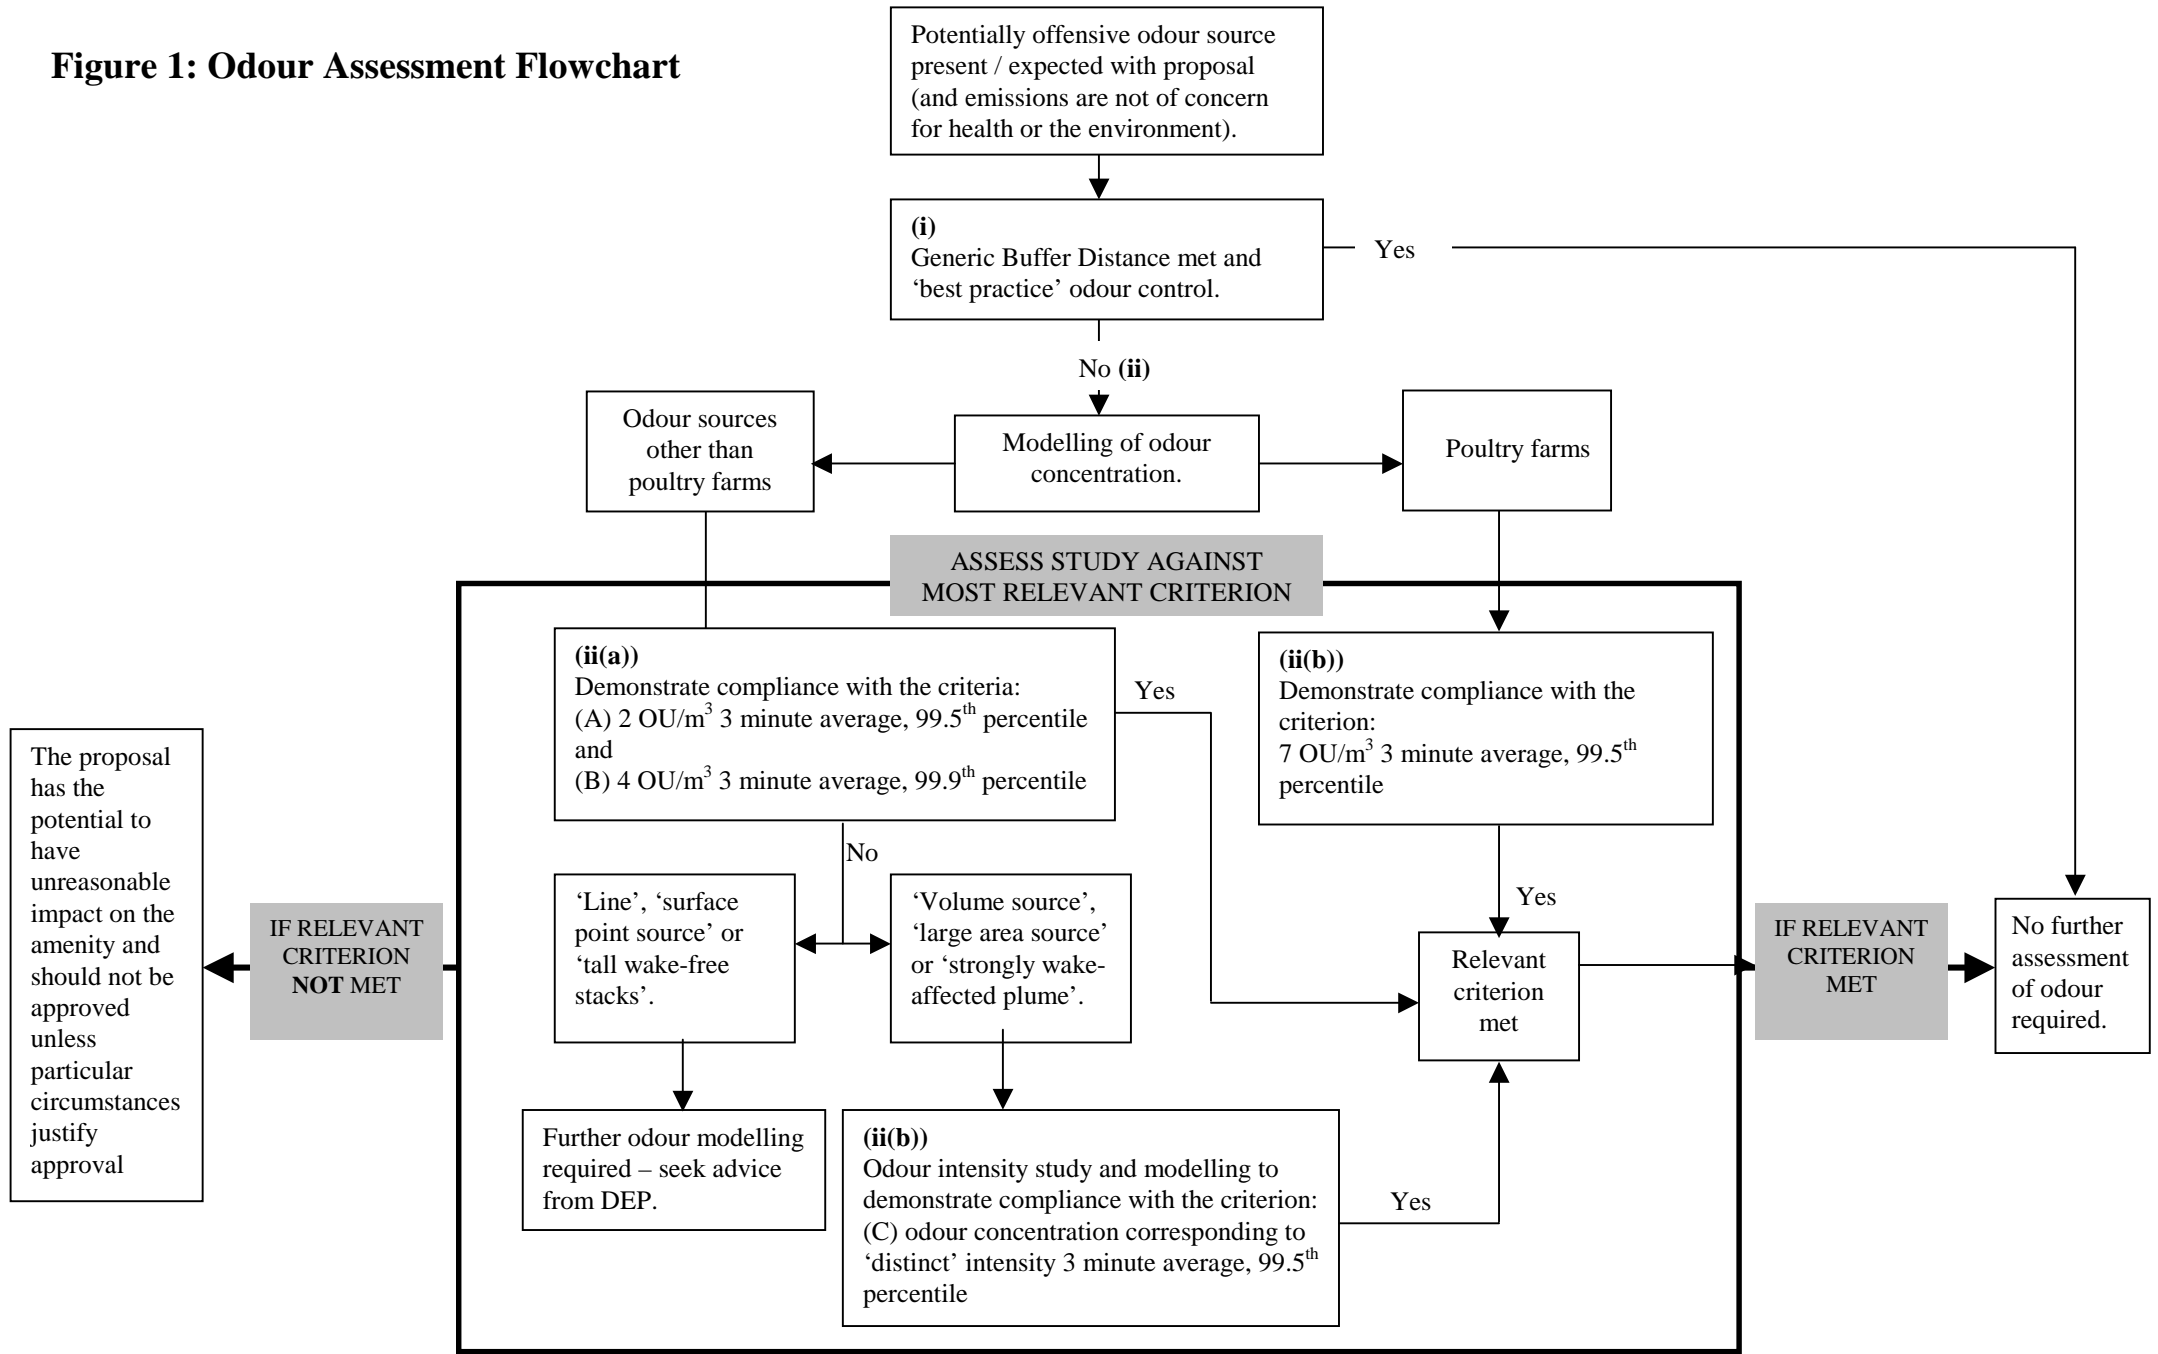 Figure 1: Odour Assessment Flowchart
Potentially offensive odour source
present / expected with proposal
(and emissions are not of concern
for health or the environment).
(i)
Generic Buffer Distance met and
‘best practice’ odour control.
Yes
No (ii)
Odour sources
other than
poultry farms
Modelling of odour
concentration.
Poultry farms
ASSESS STUDY AGAINST
MOST RELEVANT CRITERION
(ii(a))
Demonstrate compliance with the criteria:
(A) 2 OU/m³ 3 minute average, 99.5th percentile
and
(B) 4 OU/m³ 3 minute average, 99.9th percentile
Yes
(ii(b))
Demonstrate compliance with the
criterion:
7 OU/m³ 3 minute average, 99.5th
percentile
The proposal
has the
potential to
have
unreasonable
impact on the
amenity and
should not be
approved
unless
particular
circumstances
justify
approval
IF RELEVANT
CRITERION
NOT MET
No
‘Line’, ‘surface
point source’ or
‘tall wake-free
stacks’.
‘Volume source’,
‘large area source’
or ‘strongly wake-
affected plume’.
Yes
Relevant
criterion
met
IF RELEVANT
CRITERION
MET
No further
assessment
of odour
required.
Further odour modelling
required – seek advice
from DEP.
(ii(b))
Odour intensity study and modelling to
demonstrate compliance with the criterion:
(C) odour concentration corresponding to
‘distinct’ intensity 3 minute average, 99.5th
percentile
Yes